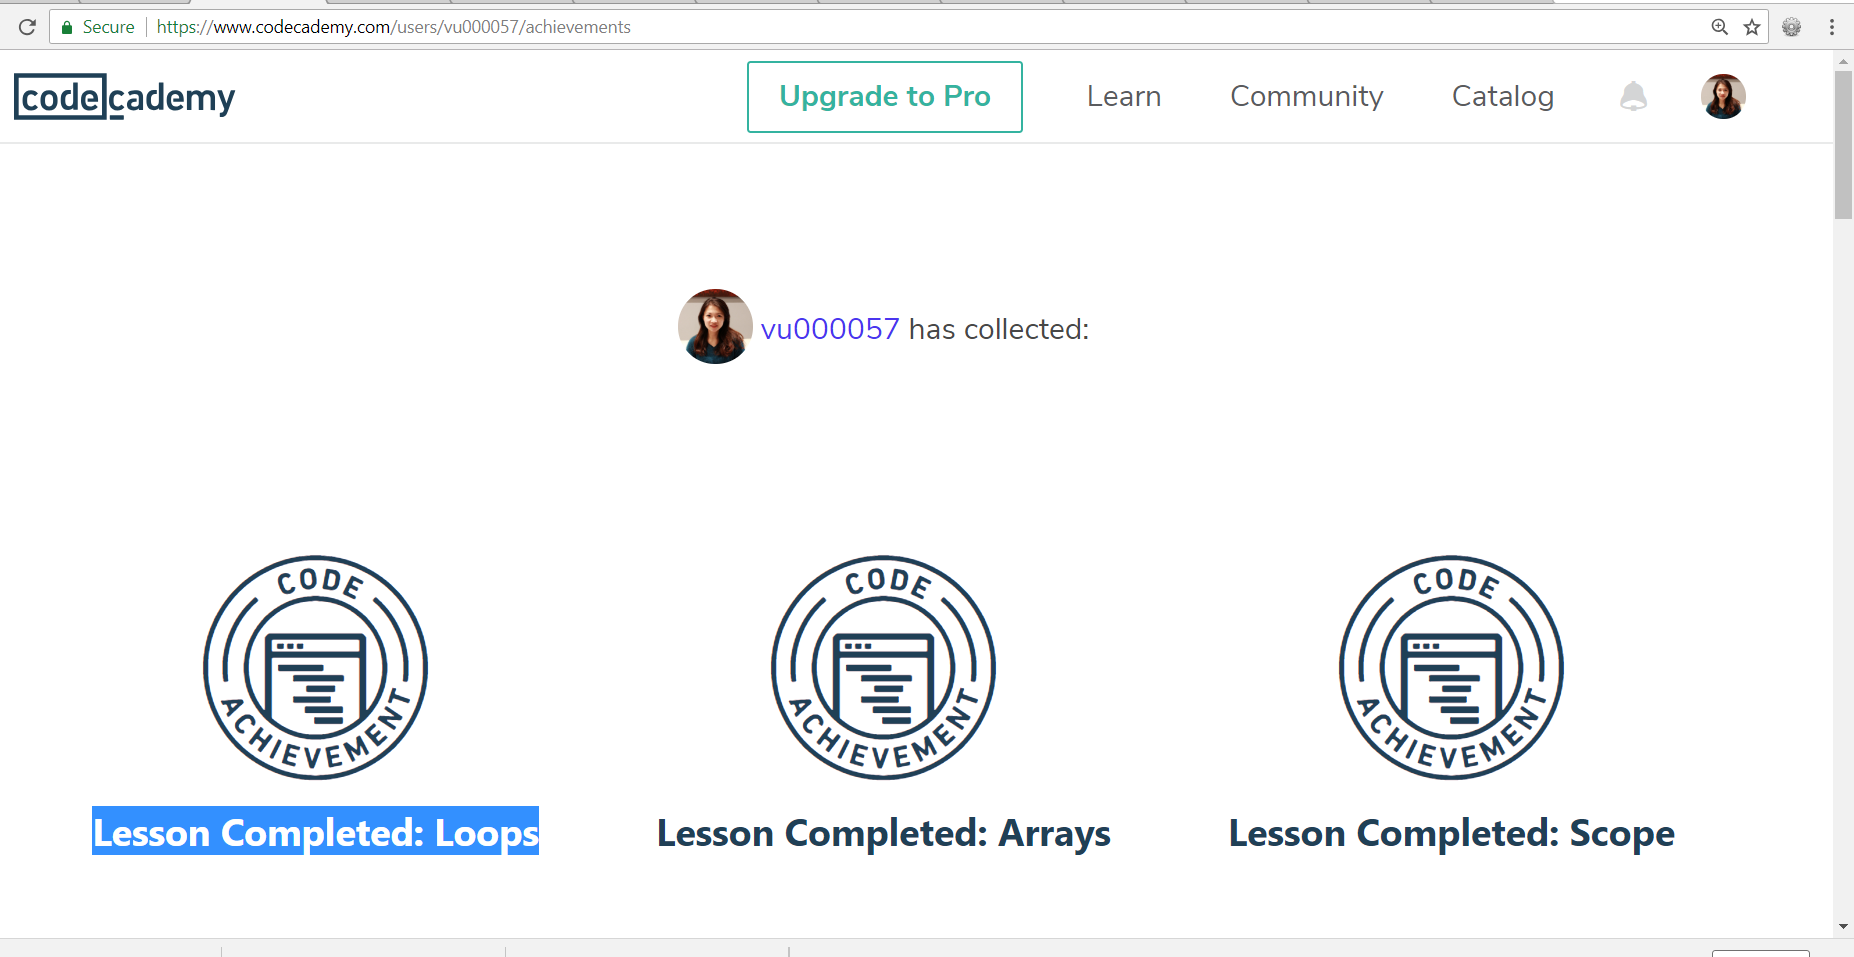 Secure https://www.codecademy.com/users/vu000057/achievements
codecademy Upgrade to Pro Learn Community Catalog
vu000057 has collected:
CODE ACHIEVEMENT CODE ACHIEVEMENT CODE ACHIEVEMENT
Lesson Completed: Loops Lesson Completed: Arrays Lesson Completed: Scope